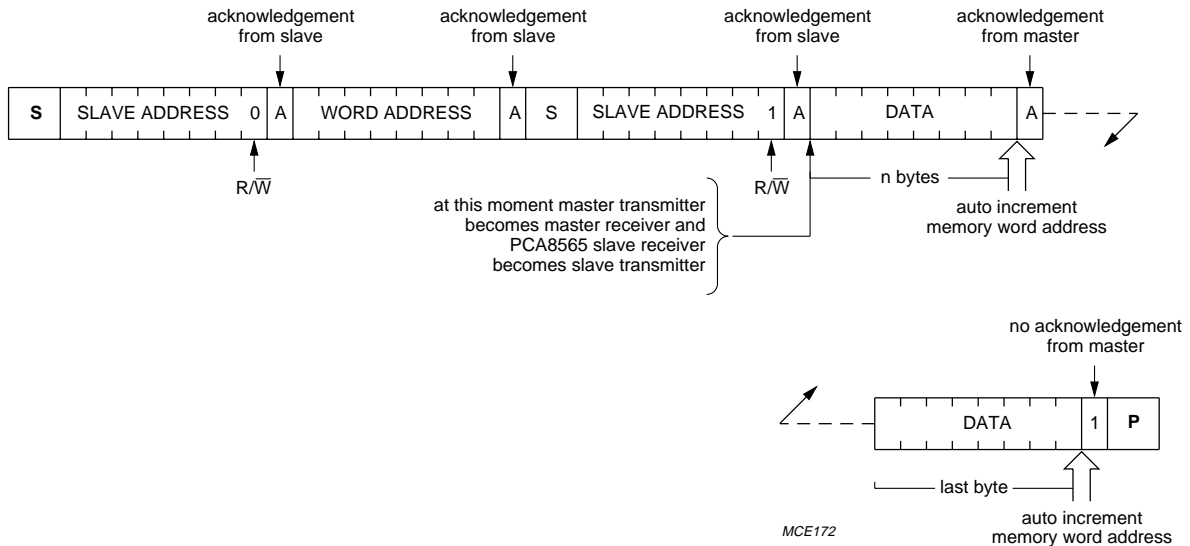 acknowledgement
from slave
acknowledgement
from slave
acknowledgement
from slave
acknowledgement
from master
S SLAVE ADDRESS 0 A WORD ADDRESS A S SLAVE ADDRESS 1 A DATA A
R/W̅
R/W̅
n bytes
at this moment master transmitter
becomes master receiver and
PCA8565 slave receiver
becomes slave transmitter
auto increment
memory word address
no acknowledgement
from master
DATA 1 P
last byte
auto increment
memory word address
MCE172